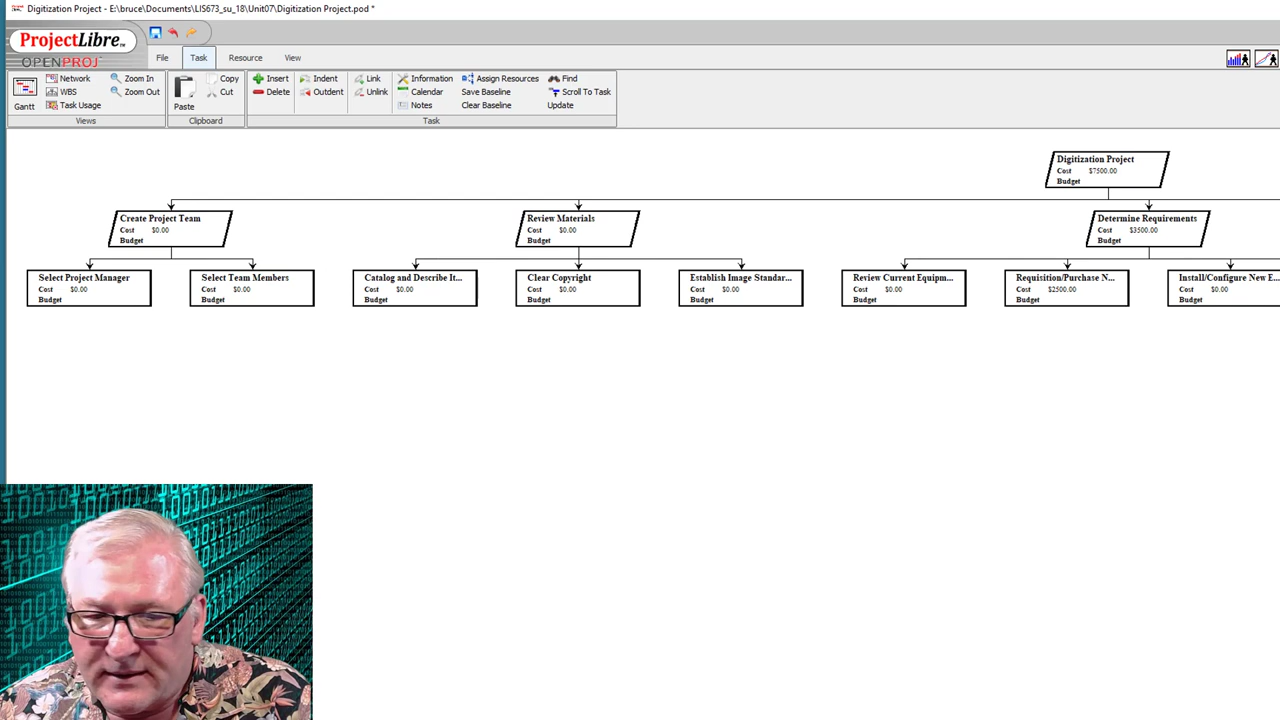 Digitization Project - E:\bruce\Documents\LIS673_su_18\Unit07\Digitization Project.pod *
ProjectLibre™
OPENPROJ
File Task Resource View
Network Zoom In Copy Insert Indent Link Information Assign Resources Find
WBS Zoom Out Cut Delete Outdent Unlink Calendar Save Baseline Scroll To Task
Gantt Task Usage Paste Notes Clear Baseline Update
Views Clipboard Task
Digitization Project
Cost $7500.00
Budget
Create Project Team
Cost $0.00
Budget
Review Materials
Cost $0.00
Budget
Determine Requirements
Cost $3500.00
Budget
Select Project Manager
Cost $0.00
Budget
Select Team Members
Cost $0.00
Budget
Catalog and Describe It...
Cost $0.00
Budget
Clear Copyright
Cost $0.00
Budget
Establish Image Standar...
Cost $0.00
Budget
Review Current Equipm...
Cost $0.00
Budget
Requisition/Purchase N...
Cost $2500.00
Budget
Install/Configure New E...
Cost $0.00
Budget